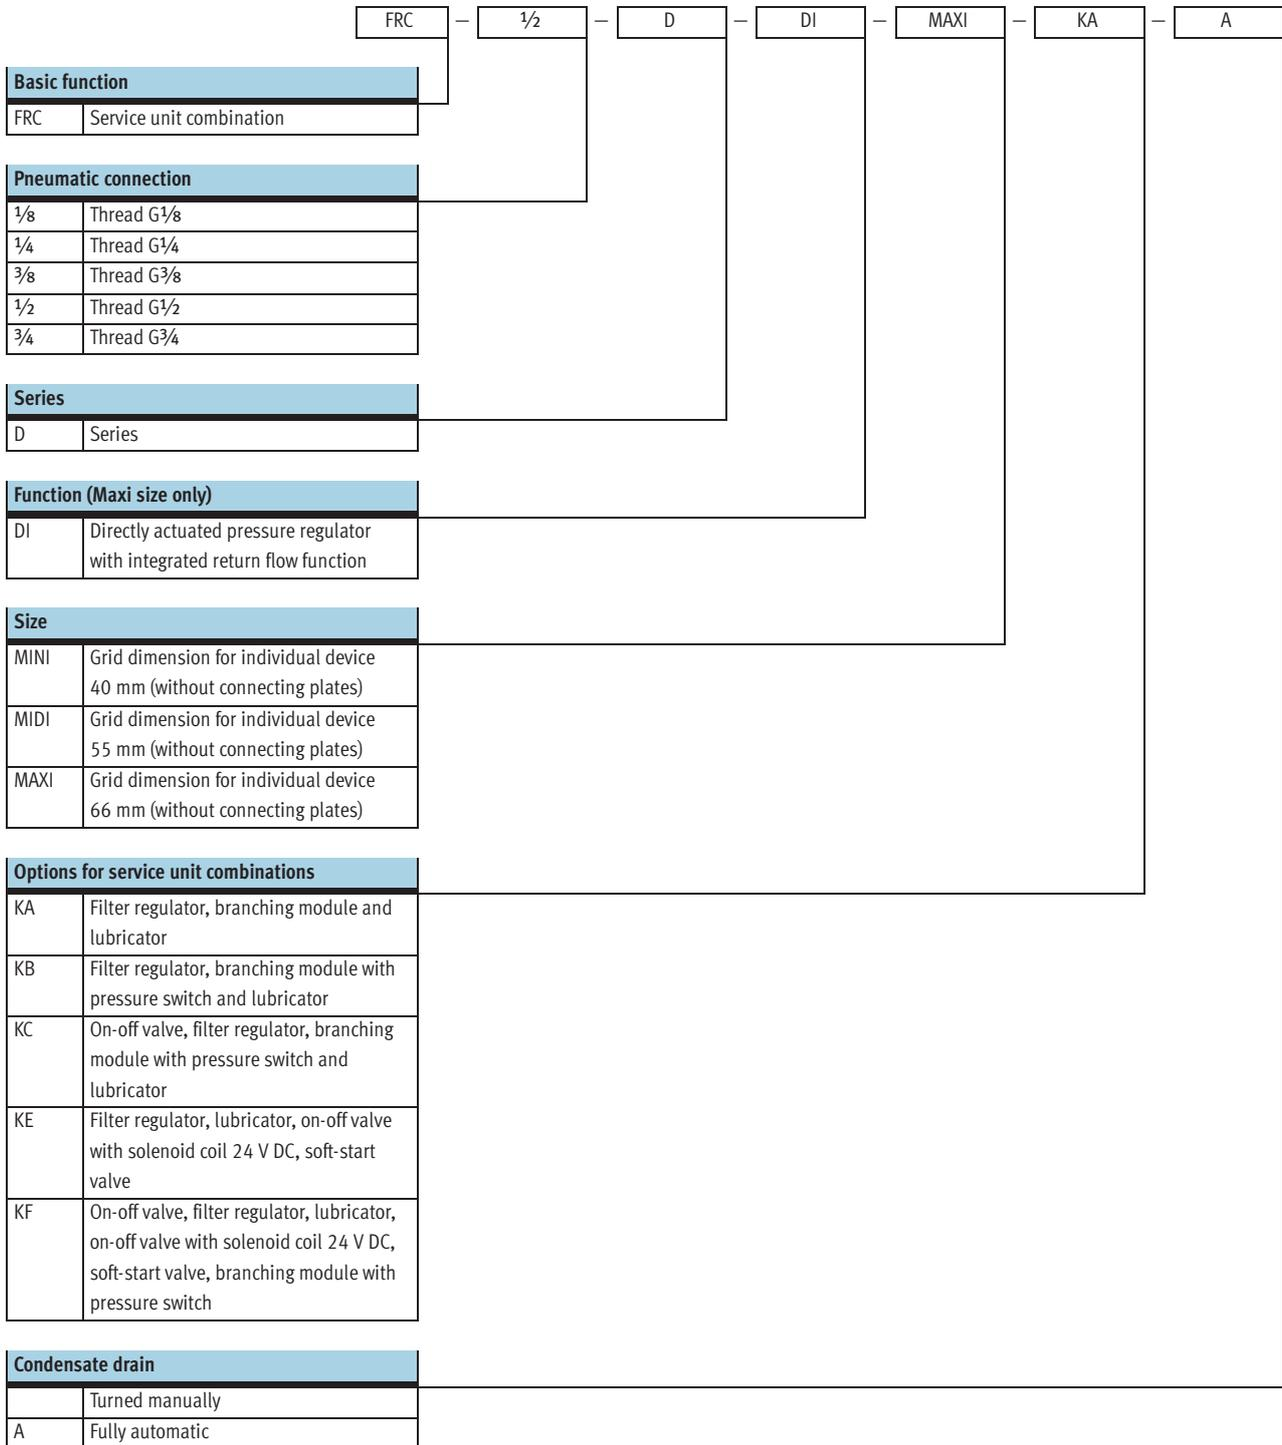 FRC – ½ – D – DI – MAXI – KA – A
Basic function
FRC Service unit combination
Pneumatic connection
⅛ Thread G⅛
¼ Thread G¼
⅜ Thread G⅜
½ Thread G½
¾ Thread G¾
Series
D Series
Function (Maxi size only)
DI Directly actuated pressure regulator
with integrated return flow function
Size
MINI Grid dimension for individual device
40 mm (without connecting plates)
MIDI Grid dimension for individual device
55 mm (without connecting plates)
MAXI Grid dimension for individual device
66 mm (without connecting plates)
Options for service unit combinations
KA Filter regulator, branching module and
lubricator
KB Filter regulator, branching module with
pressure switch and lubricator
KC On-off valve, filter regulator, branching
module with pressure switch and
lubricator
KE Filter regulator, lubricator, on-off valve
with solenoid coil 24 V DC, soft-start
valve
KF On-off valve, filter regulator, lubricator,
on-off valve with solenoid coil 24 V DC,
soft-start valve, branching module with
pressure switch
Condensate drain
Turned manually
A Fully automatic